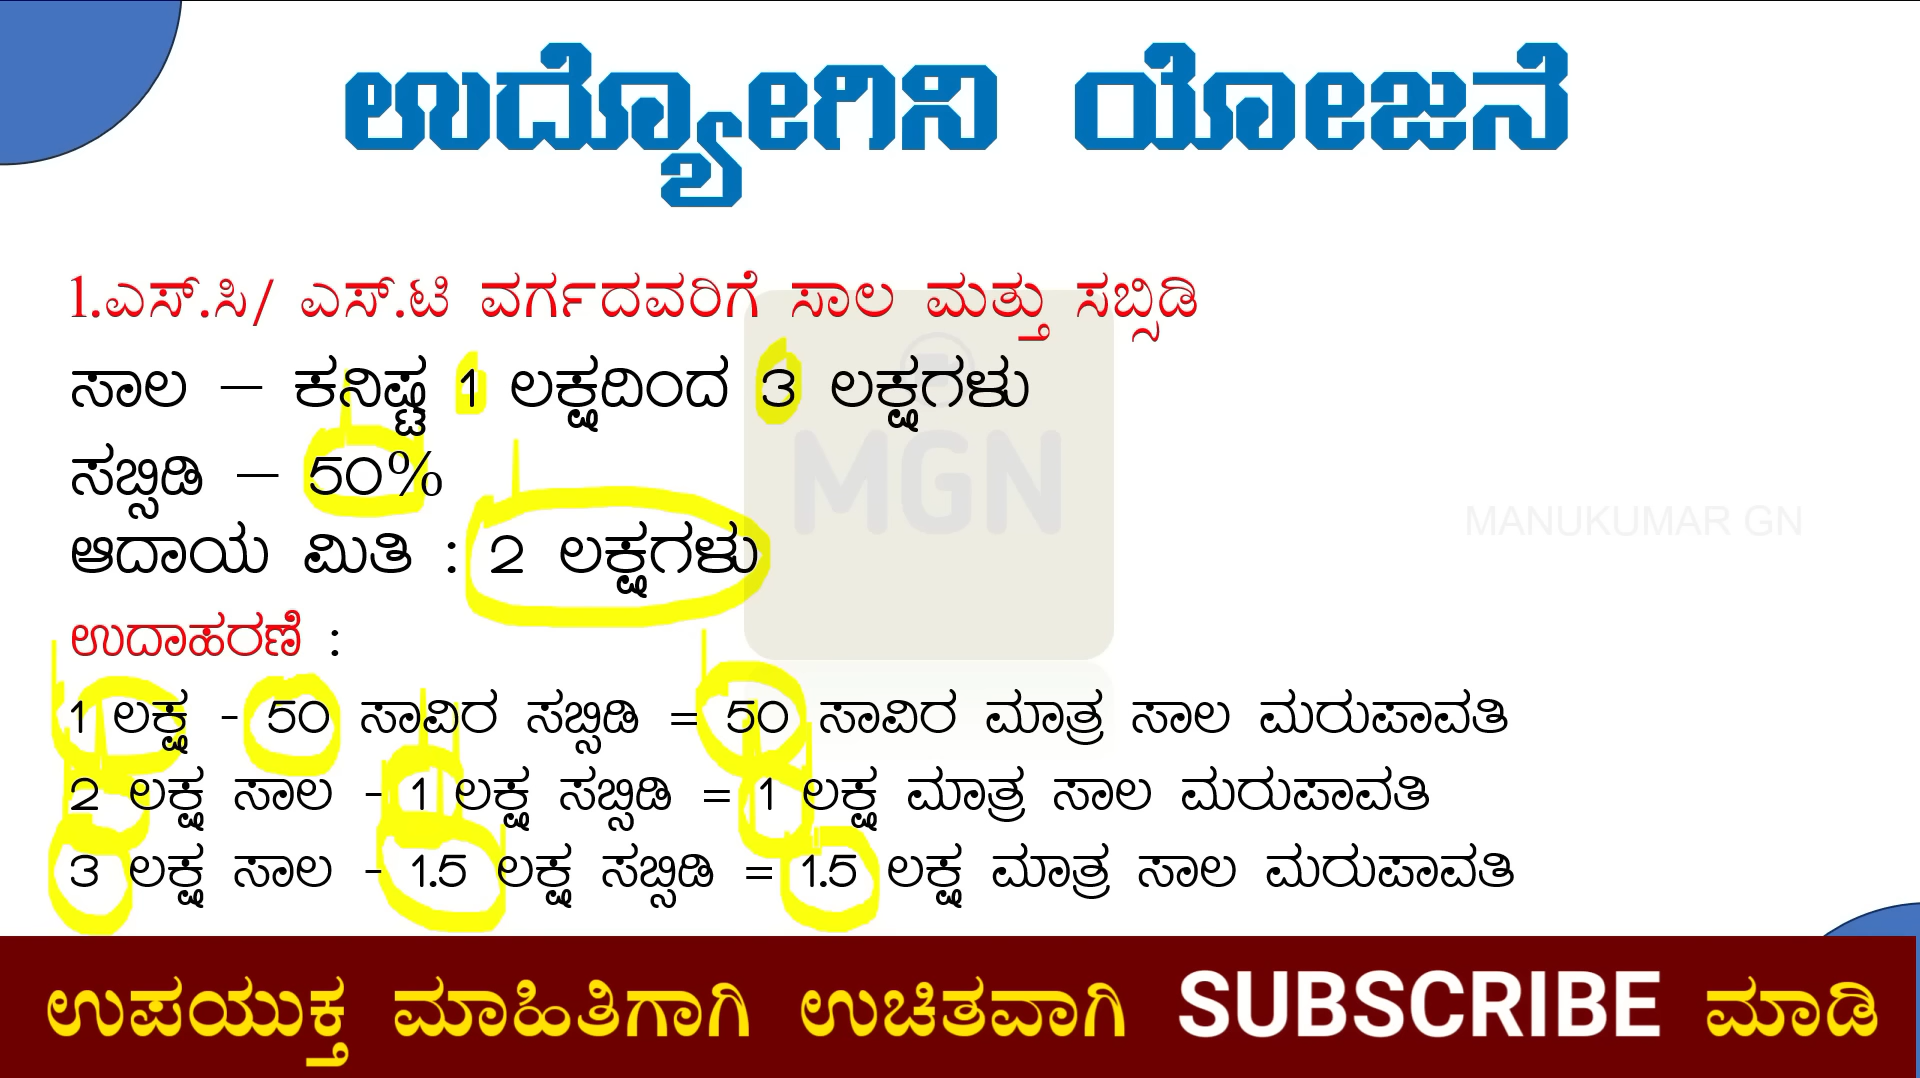 ಉದ್ಯೋಗಿನಿ ಯೋಜನೆ
1.ಎಸ್.ಸಿ/ ಎಸ್.ಟಿ ವರ್ಗದವರಿಗೆ ಸಾಲ ಮತ್ತು ಸಬ್ಸಿಡಿ
ಸಾಲ – ಕನಿಷ್ಟ 1 ಲಕ್ಷದಿಂದ 3 ಲಕ್ಷಗಳು
ಸಬ್ಸಿಡಿ – 50%
ಆದಾಯ ಮಿತಿ : 2 ಲಕ್ಷಗಳು
MGN
MANUKUMAR GN
ಉದಾಹರಣೆ :
1 ಲಕ್ಷ - 50 ಸಾವಿರ ಸಬ್ಸಿಡಿ = 50 ಸಾವಿರ ಮಾತ್ರ ಸಾಲ ಮರುಪಾವತಿ
2 ಲಕ್ಷ ಸಾಲ - 1 ಲಕ್ಷ ಸಬ್ಸಿಡಿ = 1 ಲಕ್ಷ ಮಾತ್ರ ಸಾಲ ಮರುಪಾವತಿ
3 ಲಕ್ಷ ಸಾಲ - 1.5 ಲಕ್ಷ ಸಬ್ಸಿಡಿ = 1.5 ಲಕ್ಷ ಮಾತ್ರ ಸಾಲ ಮರುಪಾವತಿ
ಉಪಯುಕ್ತ ಮಾಹಿತಿಗಾಗಿ ಉಚಿತವಾಗಿ SUBSCRIBE ಮಾಡಿ